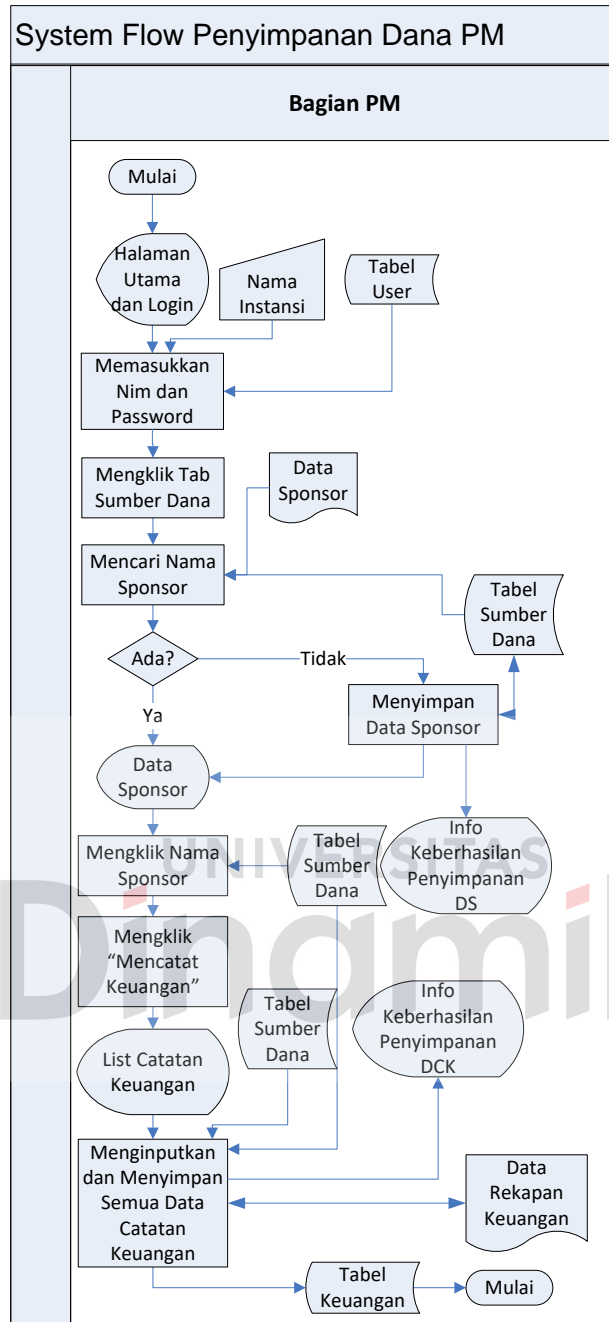 System Flow Penyimpanan Dana PM
Bagian PM
Mulai
Halaman
Utama
dan Login
Nama
Instansi
Tabel
User
Memasukkan
Nim dan
Password
Mengklik Tab
Sumber Dana
Data
Sponsor
Mencari Nama
Sponsor
Tabel
Sumber
Dana
Ada?
Tidak
Menyimpan
Data Sponsor
Ya
Data
Sponsor
Mengklik Nama
Sponsor
Tabel
Sumber
Dana
Info
Keberhasilan
Penyimpanan
DS
UNIVERSITAS
Dinami
Mengklik
“Mencatat
Keuangan”
Tabel
Sumber
Dana
Info
Keberhasilan
Penyimpanan
DCK
List Catatan
Keuangan
Menginputkan
dan Menyimpan
Semua Data
Catatan
Keuangan
Data
Rekapan
Keuangan
Tabel
Keuangan
Mulai